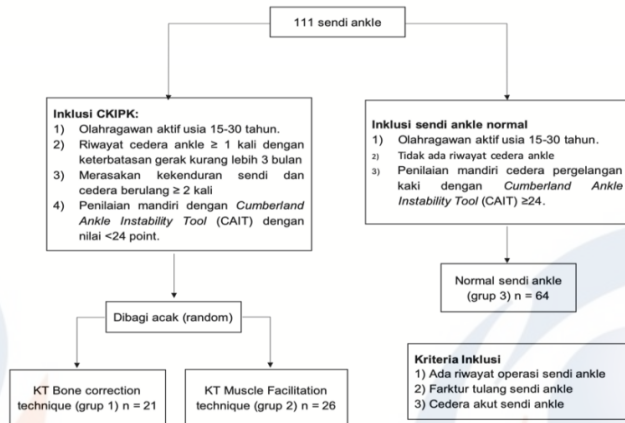 111 sendi ankle
Inklusi CKIPK:
1) Olahragawan aktif usia 15-30 tahun.
2) Riwayat cedera ankle ≥ 1 kali dengan
keterbatasan gerak kurang lebih 3 bulan
3) Merasakan kekenduran sendi dan
cedera berulang ≥ 2 kali
4) Penilaian mandiri dengan Cumberland
Ankle Instability Tool (CAIT) dengan
nilai <24 point.
Inklusi sendi ankle normal
1) Olahragawan aktif usia 15-30 tahun.
2) Tidak ada riwayat cedera ankle
3) Penilaian mandiri cedera pergelangan
kaki dengan Cumberland Ankle
Instability Tool (CAIT) ≥24.
Normal sendi ankle
(grup 3) n = 64
Dibagi acak (random)
KT Bone correction
technique (grup 1) n = 21
KT Muscle Facilitation
technique (grup 2) n = 26
Kriteria Inklusi
1) Ada riwayat operasi sendi ankle
2) Farktur tulang sendi ankle
3) Cedera akut sendi ankle